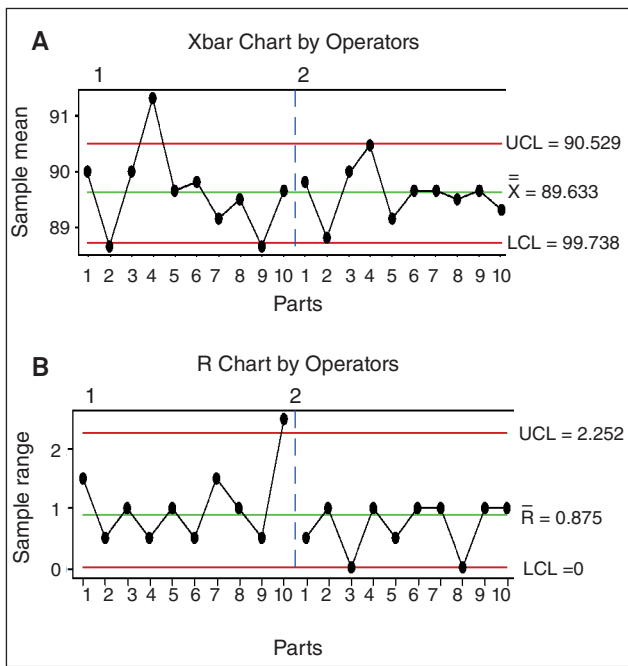 A
Xbar Chart by Operators
1 2
Sample mean
91
90
89
UCL = 90.529
X̿ = 89.633
LCL = 99.738
1 2 3 4 5 6 7 8 9 10 1 2 3 4 5 6 7 8 9 10
Parts
B
R Chart by Operators
1 2
Sample range
2
1
0
UCL = 2.252
R̄ = 0.875
LCL =0
1 2 3 4 5 6 7 8 9 10 1 2 3 4 5 6 7 8 9 10
Parts